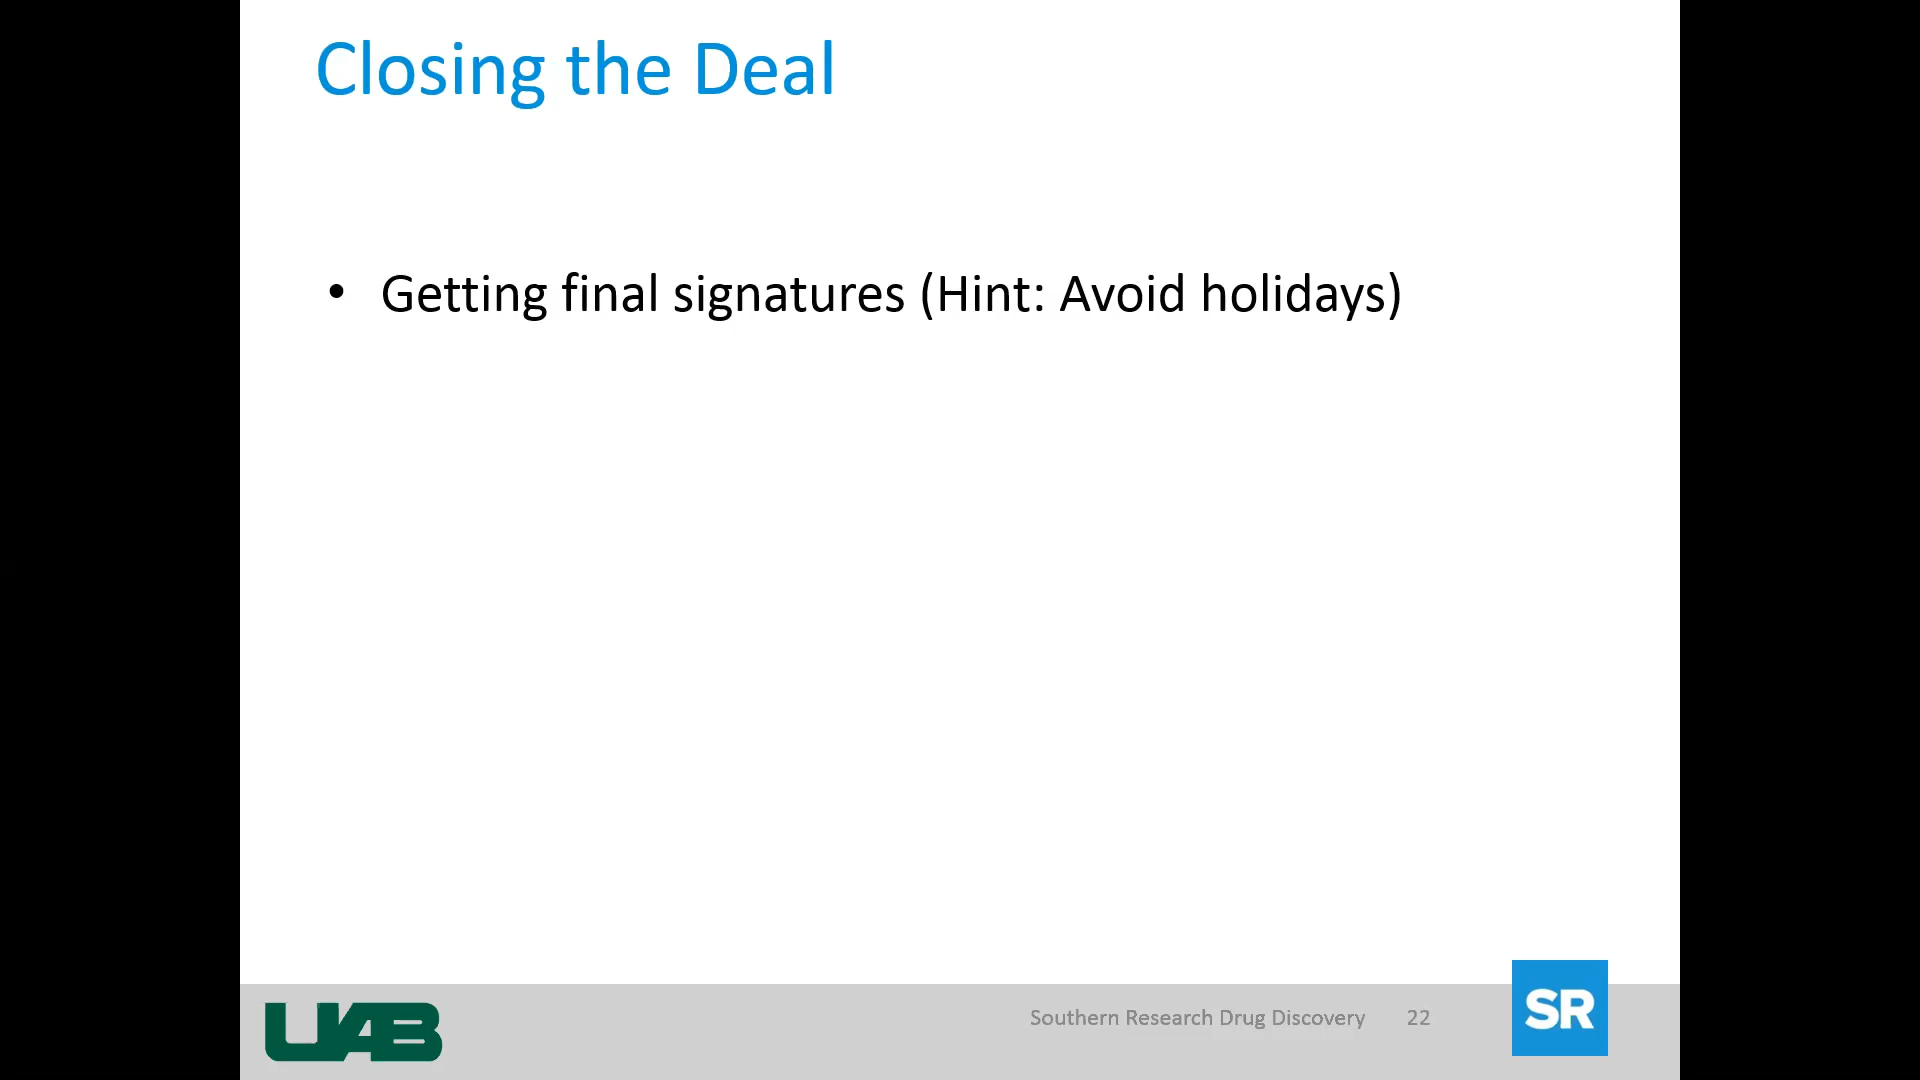 Closing the Deal
• Getting final signatures (Hint: Avoid holidays)
UAB
Southern Research Drug Discovery 22
SR